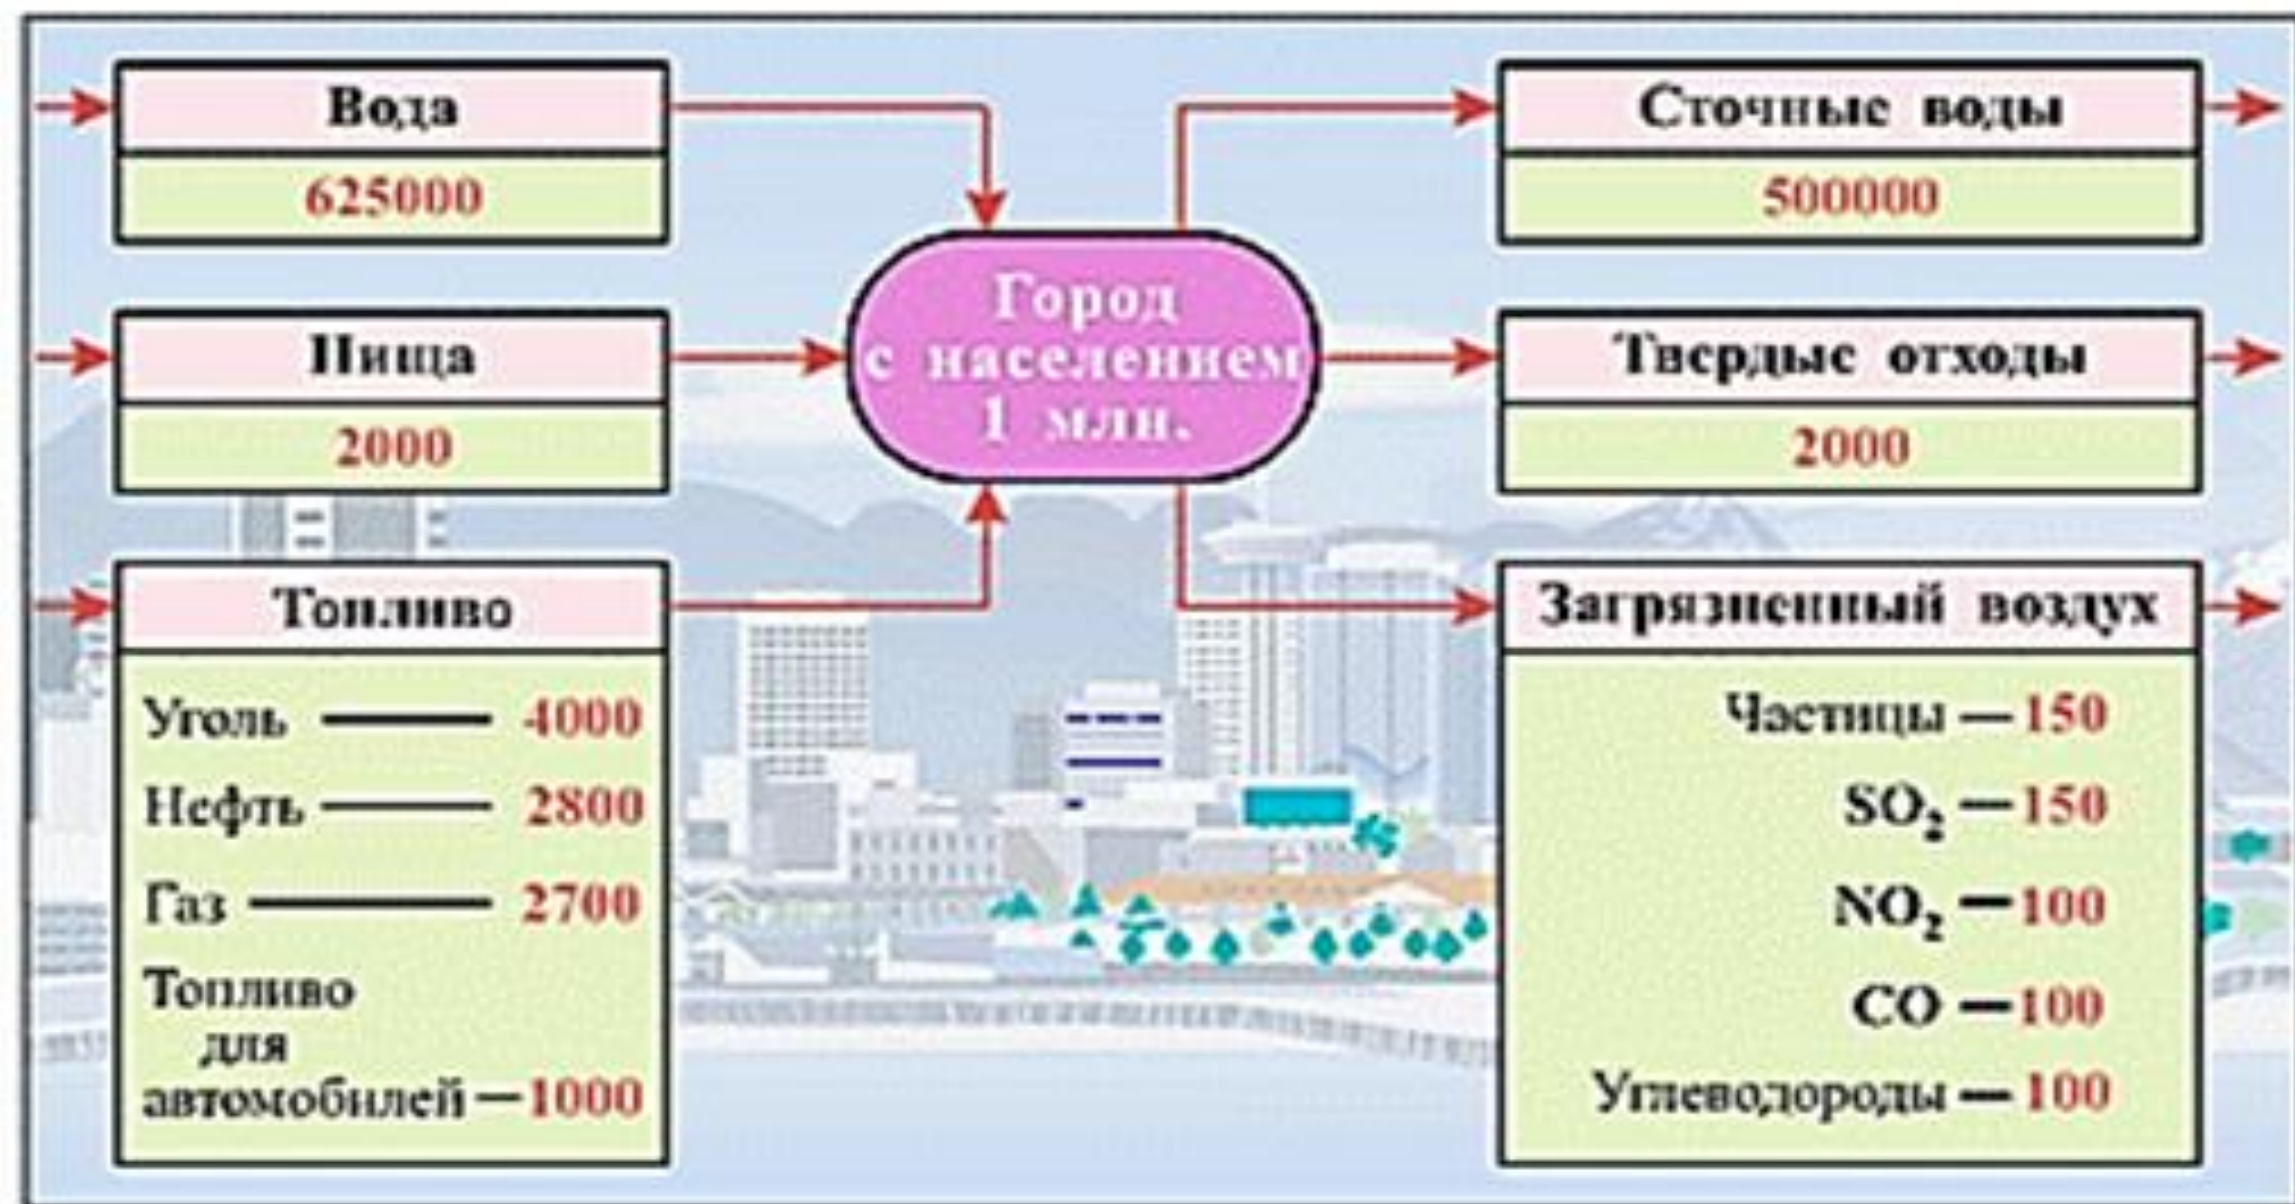 Вода
625000
Пища
2000
Топливо
Уголь — 4000
Нефть — 2800
Газ — 2700
Топливо
для
автомобилей — 1000
Город
с населением
1 млн.
Сточные воды
500000
Твердые отходы
2000
Загрязненный воздух
Частицы — 150
SO₂ — 150
NO₂ — 100
CO — 100
Углеводороды — 100